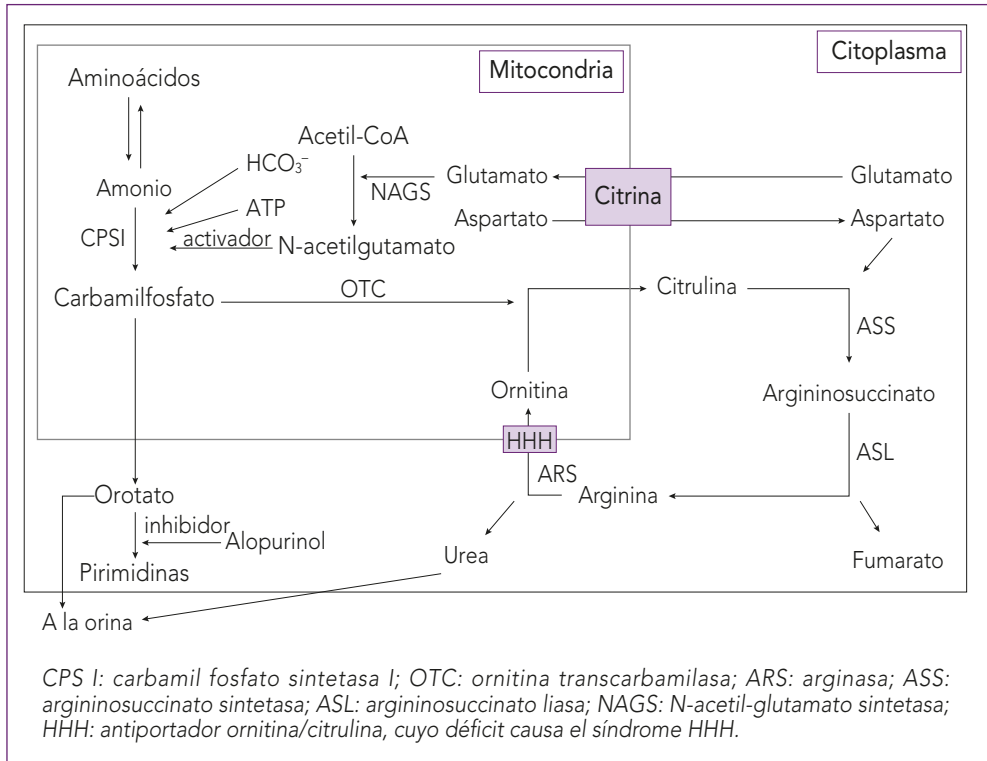 Citoplasma
Mitocondria
Aminoácidos
Acetil-CoA
HCO₃⁻
Glutamato
Glutamato
NAGS
Citrina
Amonio
ATP
Aspartato
Aspartato
CPSI
activador
N-acetilgutamato
Carbamilfosfato
OTC
Citrulina
ASS
Ornitina
Argininosuccinato
HHH
ASL
ARS
Orotato
Arginina
inhibidor
Alopurinol
Urea
Fumarato
Pirimidinas
A la orina
CPS I: carbamil fosfato sintetasa I; OTC: ornitina transcarbamilasa; ARS: arginasa; ASS:
argininosuccinato sintetasa; ASL: argininosuccinato liasa; NAGS: N-acetil-glutamato sintetasa;
HHH: antiportador ornitina/citrulina, cuyo déficit causa el síndrome HHH.